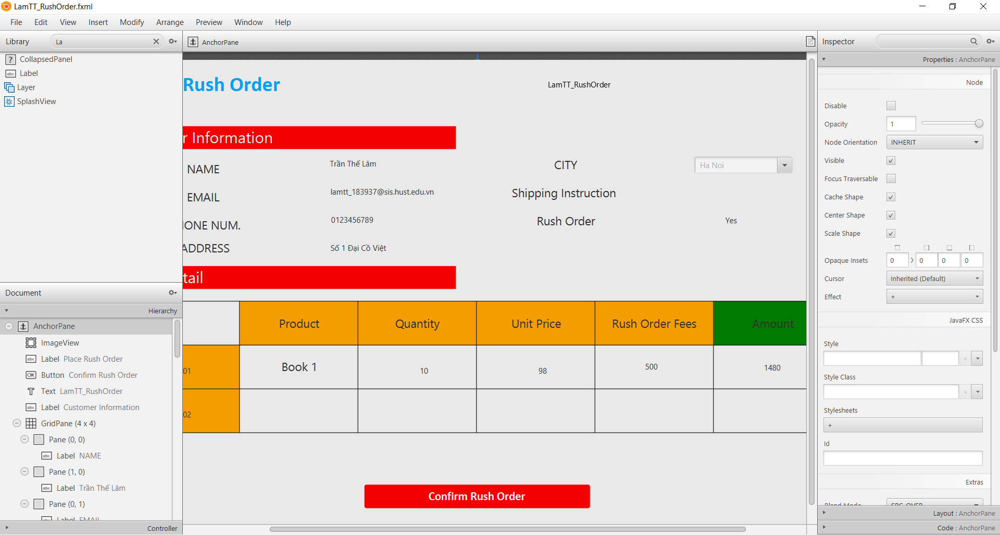 LamTT_RushOrder.fxml
File Edit View Insert Modify Arrange Preview Window Help
Library La
AnchorPane
Inspector
CollapsedPanel
Label
Layer
SplashView
Document
Hierarchy
AnchorPane
ImageView
Label Place Rush Order
Button Confirm Rush Order
Text LamTT_RushOrder
Label Customer Information
GridPane (4 x 4)
Pane (0, 0)
Label NAME
Pane (1, 0)
Label Trần Thế Lâm
Pane (0, 1)
Label EMAIL
Controller
Rush Order
LamTT_RushOrder
r Information
NAME Trần Thế Lâm CITY Ha Noi
EMAIL lamtt_183937@sis.hust.edu.vn Shipping Instruction
IONE NUM. 0123456789 Rush Order Yes
ADDRESS Số 1 Đại Cồ Việt
tail
Product Quantity Unit Price Rush Order Fees Amount
01 Book 1 10 98 500 1480
02
Confirm Rush Order
Properties : AnchorPane
Node
Disable
Opacity 1
Node Orientation INHERIT
Visible
Focus Traversable
Cache Shape
Center Shape
Scale Shape
Opaque Insets 0 0 0 0
Cursor Inherited (Default)
Effect +
JavaFX CSS
Style
+
Style Class
+
Stylesheets
+
Id
Extras
Blend Mode SRC_OVER
Layout : AnchorPane
Code : AnchorPane